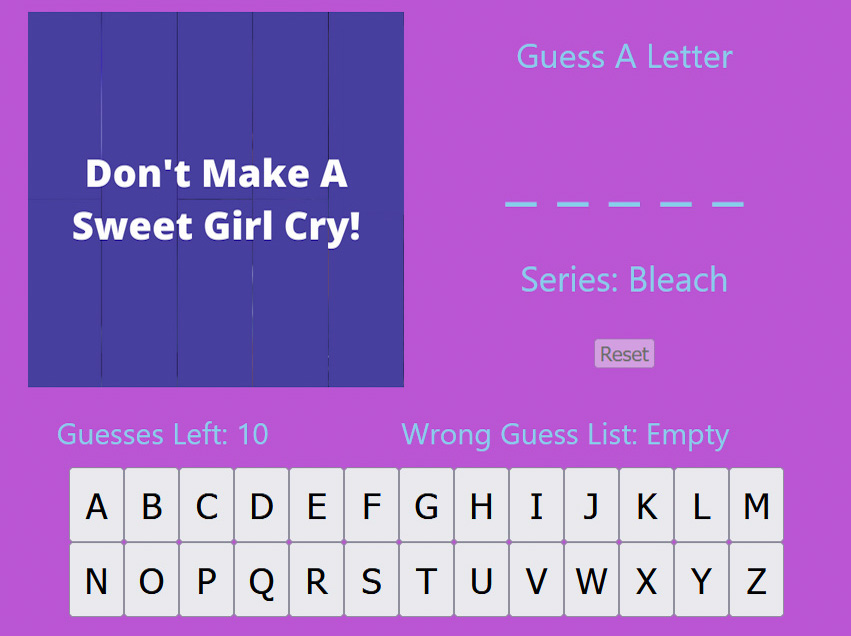 Don't Make A
Sweet Girl Cry!
Guess A Letter
_ _ _ _ _
Series: Bleach
Reset
Guesses Left: 10
Wrong Guess List: Empty
A B C D E F G H I J K L M
N O P Q R S T U V W X Y Z